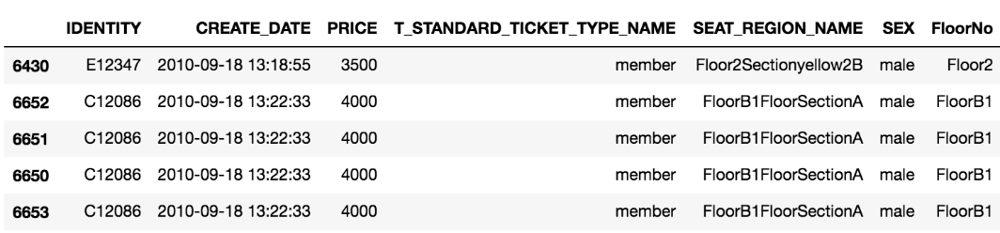 IDENTITY CREATE_DATE PRICE T_STANDARD_TICKET_TYPE_NAME SEAT_REGION_NAME SEX FloorNo
6430 E12347 2010-09-18 13:18:55 3500 member Floor2Sectionyellow2B male Floor2
6652 C12086 2010-09-18 13:22:33 4000 member FloorB1FloorSectionA male FloorB1
6651 C12086 2010-09-18 13:22:33 4000 member FloorB1FloorSectionA male FloorB1
6650 C12086 2010-09-18 13:22:33 4000 member FloorB1FloorSectionA male FloorB1
6653 C12086 2010-09-18 13:22:33 4000 member FloorB1FloorSectionA male FloorB1